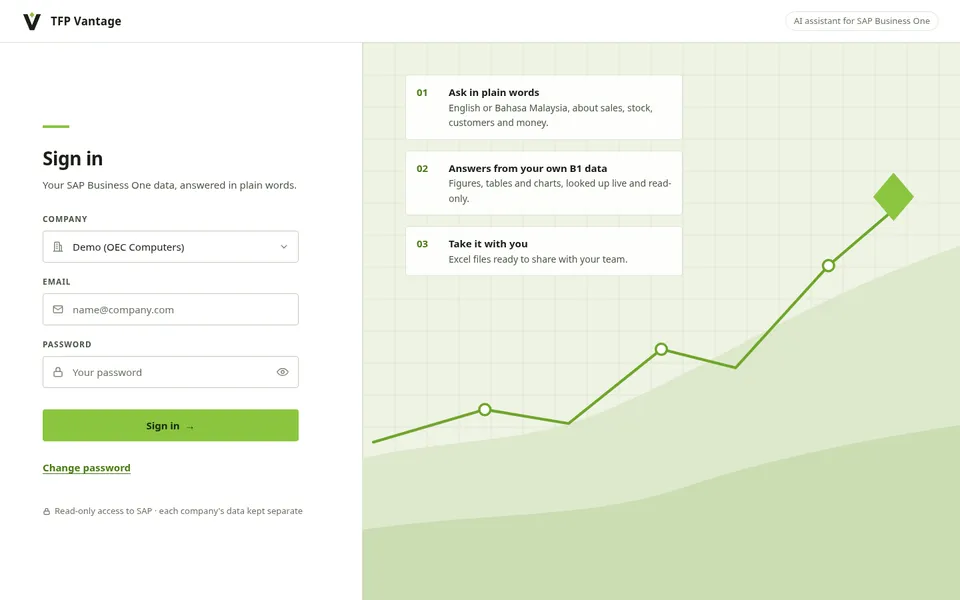 TFP Vantage
AI assistant for SAP Business One
Sign in
Your SAP Business One data, answered in plain words.
COMPANY
Demo (OEC Computers)
EMAIL
name@company.com
PASSWORD
Your password
Sign in →
Change password
Read-only access to SAP · each company's data kept separate
01 Ask in plain words
English or Bahasa Malaysia, about sales, stock,
customers and money.
02 Answers from your own B1 data
Figures, tables and charts, looked up live and read-
only.
03 Take it with you
Excel files ready to share with your team.